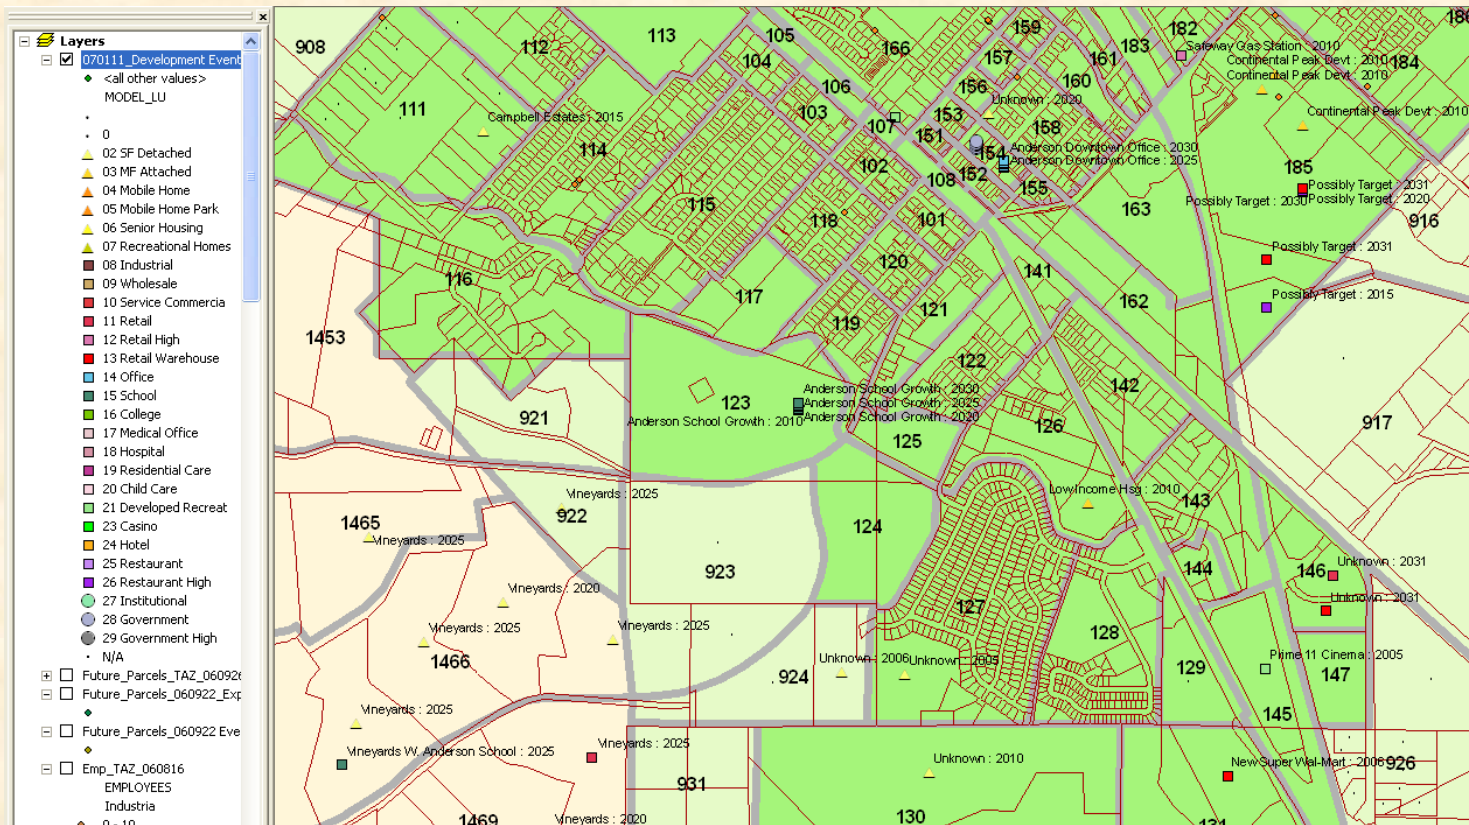 Layers
070111_Development Event
<all other values>
MODEL_LU
0
02 SF Detached
03 MF Attached
04 Mobile Home
05 Mobile Home Park
06 Senior Housing
07 Recreational Homes
08 Industrial
09 Wholesale
10 Service Commercia
11 Retail
12 Retail High
13 Retail Warehouse
14 Office
15 School
16 College
17 Medical Office
18 Hospital
19 Residential Care
20 Child Care
21 Developed Recreat
23 Casino
24 Hotel
25 Restaurant
26 Restaurant High
27 Institutional
28 Government
29 Government High
N/A
Future_Parcels_TAZ_060926
Future_Parcels_060922_Exp
Future_Parcels_060922 Eve
Emp_TAZ_060816
EMPLOYEES
Industria
0 - 10
908
112
113
105
166
159
182
183
161
184
186
Safeway Gas Station : 2010
Continental Peak Devt : 2010
Continental Peak Devt : 2010
104
157
160
106
156
Unknown : 2020
111
Campbell Estates : 2015
103
153
Continental Peak Devt : 2010
107
151
158
114
154
Anderson Downtown Office : 2030
Anderson Downtown Office : 2025
102
108
152
155
185
Possibly Target : 2031
Possibly Target : 2030
Possibly Target : 2020
115
118
101
163
916
Possibly Target : 2031
116
120
141
117
121
162
Possibly Target : 2015
1453
119
122
142
123
Anderson School Growth : 2030
Anderson School Growth : 2025
Anderson School Growth : 2020
Anderson School Growth : 2010
921
125
126
917
Vineyards : 2025
Low Income Hsg : 2010
143
1465
922
124
Vineyards : 2025
923
144
146
Unknown : 2031
Vineyards : 2020
127
Unknown : 2031
Vineyards : 2025
Vineyards : 2025
128
1466
Unknown : 2006
Unknown : 2005
Prime 11 Cinema : 2005
924
129
147
Vineyards : 2025
145
Vineyards W. Anderson School : 2025
Vineyards : 2025
Unknown : 2010
New Super Wal-Mart : 2006
926
931
1469
Vineyards : 2020
130
131